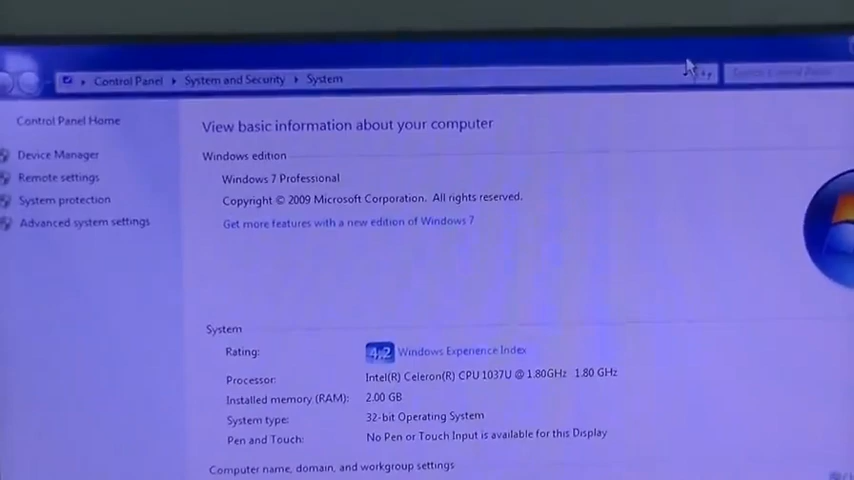 Control Panel ▸ System and Security ▸ System
Control Panel Home
Device Manager
Remote settings
System protection
Advanced system settings
View basic information about your computer
Windows edition
Windows 7 Professional
Copyright © 2009 Microsoft Corporation. All rights reserved.
Get more features with a new edition of Windows 7
System
Rating: 4,2 Windows Experience Index
Processor: Intel(R) Celeron(R) CPU 1037U @ 1.80GHz 1.80 GHz
Installed memory (RAM): 2.00 GB
System type: 32-bit Operating System
Pen and Touch: No Pen or Touch Input is available for this Display
Computer name, domain, and workgroup settings